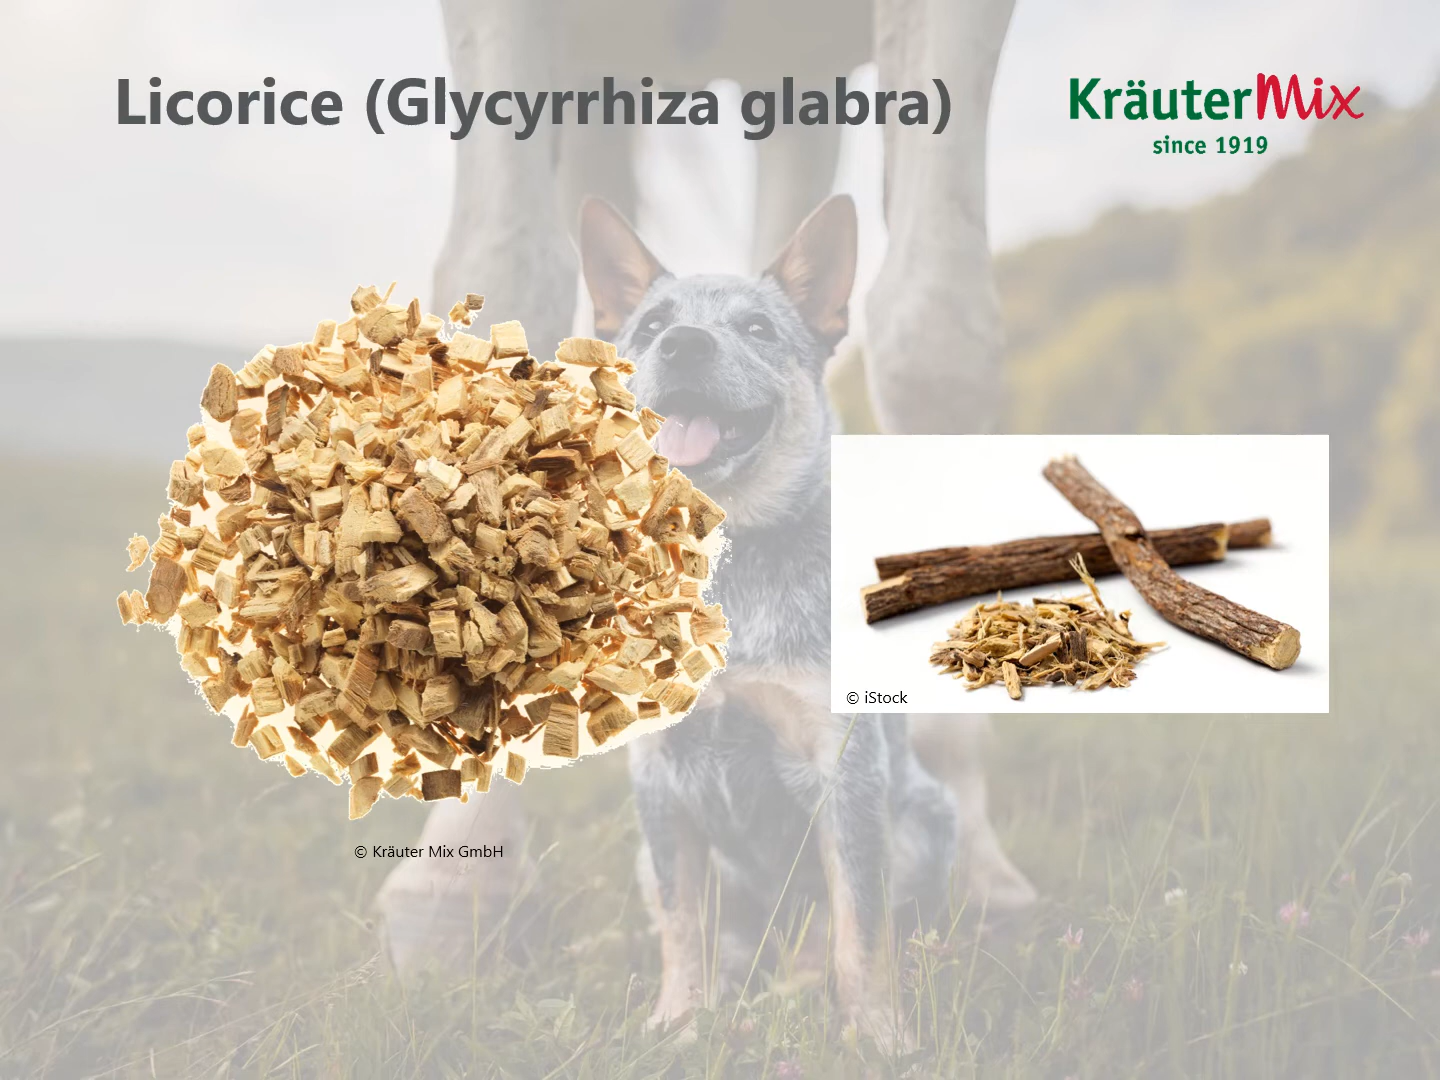 Licorice (Glycyrrhiza glabra)
KräuterMix
since 1919
© iStock
© Kräuter Mix GmbH